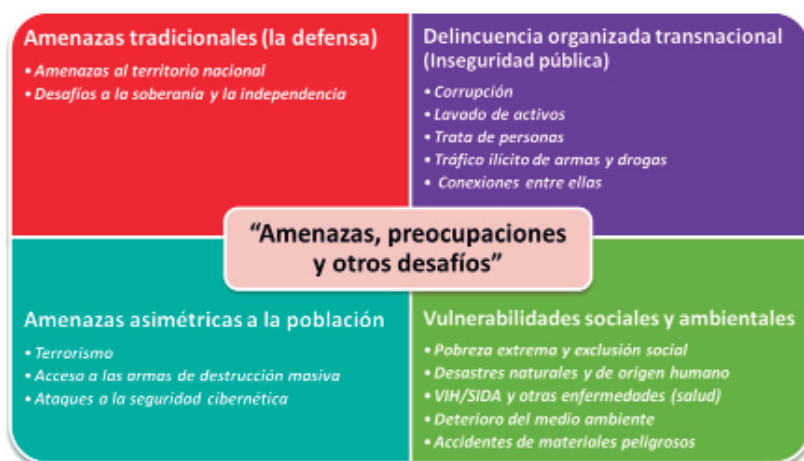 Amenazas tradicionales (la defensa)
• Amenazas al territorio nacional
• Desafíos a la soberanía y la independencia
Delincuencia organizada transnacional
(Inseguridad pública)
• Corrupción
• Lavado de activos
• Trata de personas
• Tráfico ilícito de armas y drogas
• Conexiones entre ellas
“Amenazas, preocupaciones
y otros desafíos”
Amenazas asimétricas a la población
• Terrorismo
• Acceso a las armas de destrucción masiva
• Ataques a la seguridad cibernética
Vulnerabilidades sociales y ambientales
• Pobreza extrema y exclusión social
• Desastres naturales y de origen humano
• VIH/SIDA y otras enfermedades (salud)
• Deterioro del medio ambiente
• Accidentes de materiales peligrosos